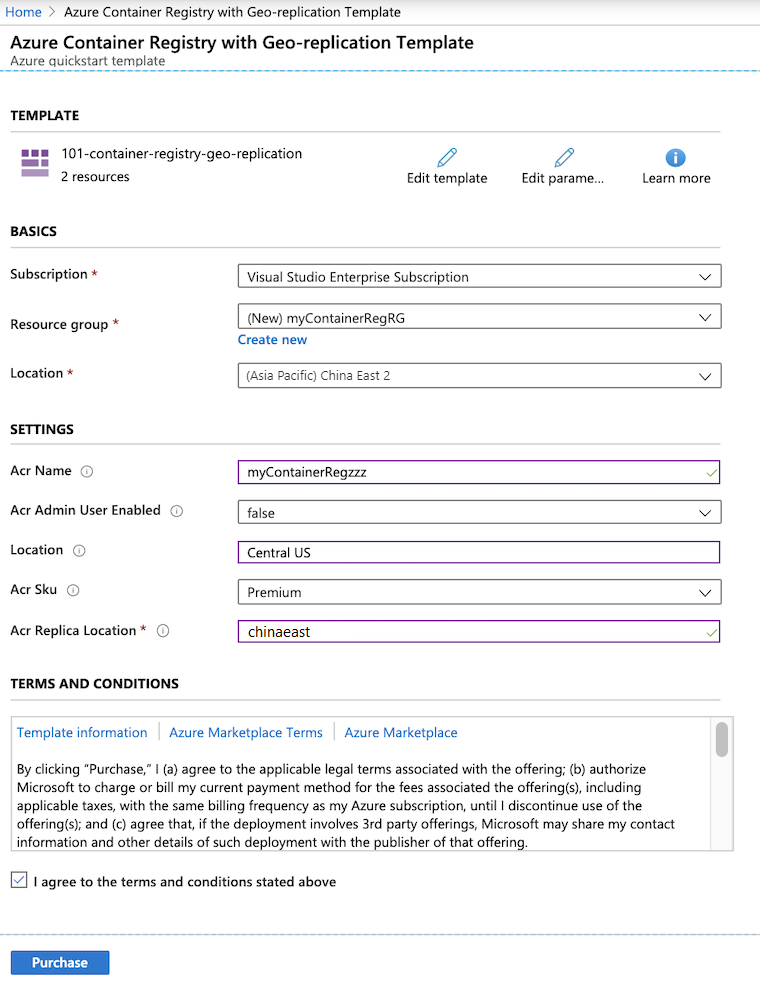 Home > Azure Container Registry with Geo-replication Template
Azure Container Registry with Geo-replication Template
Azure quickstart template
TEMPLATE
101-container-registry-geo-replication
2 resources
Edit template
Edit parame...
Learn more
BASICS
Subscription *
Visual Studio Enterprise Subscription
Resource group *
(New) myContainerRegRG
Create new
Location *
(Asia Pacific) China East 2
SETTINGS
Acr Name
myContainerRegzzz
Acr Admin User Enabled
false
Location
Central US
Acr Sku
Premium
Acr Replica Location *
chinaeast
TERMS AND CONDITIONS
Template information | Azure Marketplace Terms | Azure Marketplace
By clicking “Purchase,” I (a) agree to the applicable legal terms associated with the offering; (b) authorize
Microsoft to charge or bill my current payment method for the fees associated the offering(s), including
applicable taxes, with the same billing frequency as my Azure subscription, until I discontinue use of the
offering(s); and (c) agree that, if the deployment involves 3rd party offerings, Microsoft may share my contact
information and other details of such deployment with the publisher of that offering.
I agree to the terms and conditions stated above
Purchase